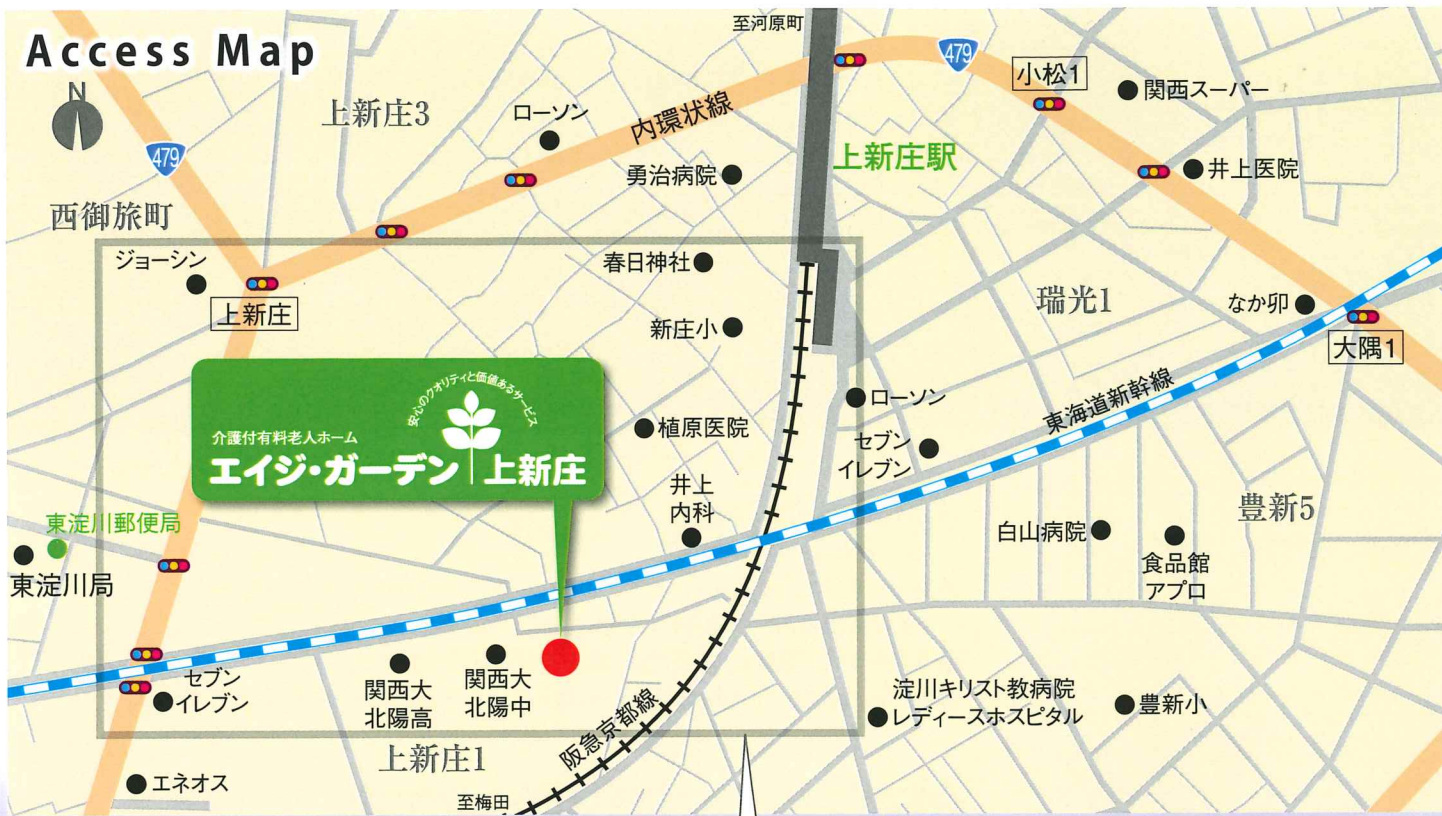 Access Map
至河原町
479
小松1
関西スーパー
N
上新庄3
ローソン
内環状線
上新庄駅
479
勇治病院
井上医院
西御旅町
ジョーシン
春日神社
瑞光1
なか卯
上新庄
新庄小
大隅1
安心のクオリティと価値あるサービス
介護付有料老人ホーム
エイジ・ガーデン 上新庄
植原医院
ローソン
東海道新幹線
セブン
イレブン
井上
内科
豊新5
東淀川郵便局
東淀川局
白山病院
食品館
アプロ
セブン
イレブン
関西大
北陽高
関西大
北陽中
阪急京都線
淀川キリスト教病院
レディースホスピタル
豊新小
上新庄1
エネオス
至梅田